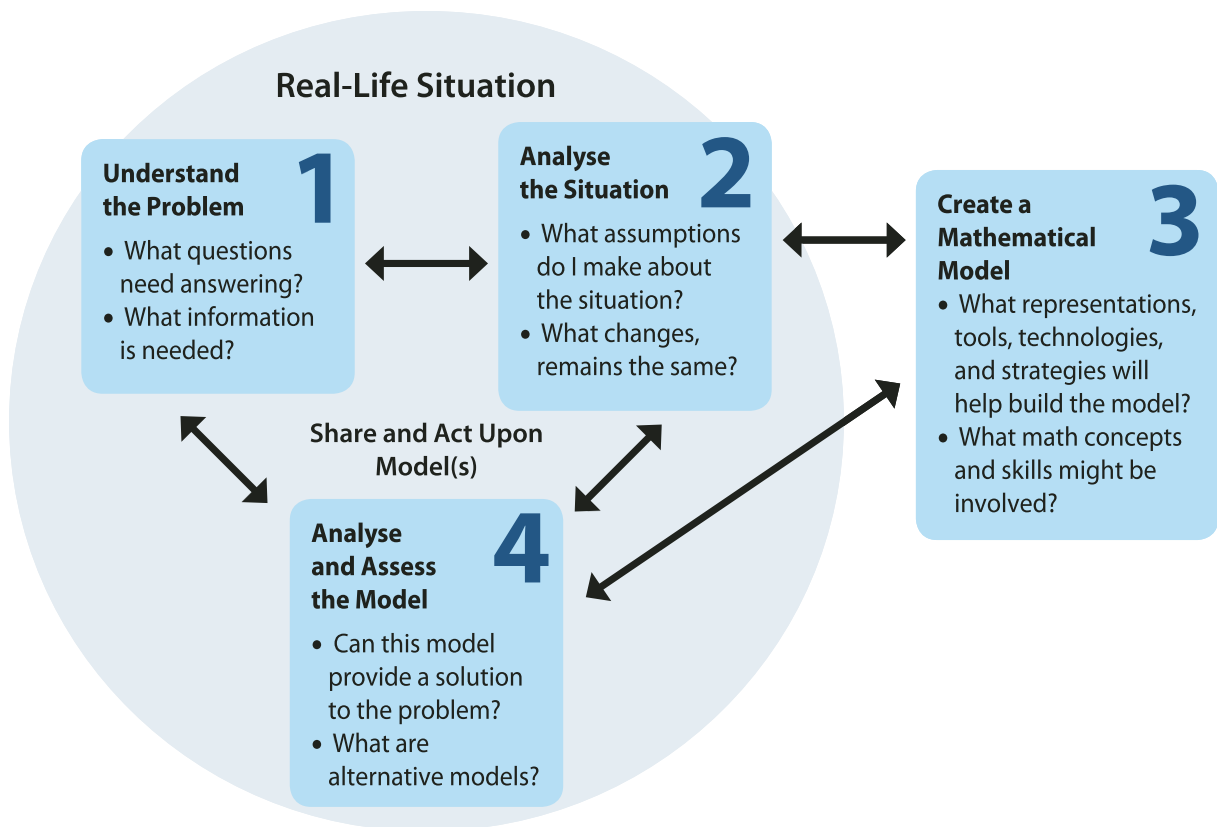 Real-Life Situation
1
Understand
the Problem
• What questions
need answering?
• What information
is needed?
2
Analyse
the Situation
• What assumptions
do I make about
the situation?
• What changes,
remains the same?
3
Create a
Mathematical
Model
• What representations,
tools, technologies,
and strategies will
help build the model?
• What math concepts
and skills might be
involved?
Share and Act Upon
Model(s)
4
Analyse
and Assess
the Model
• Can this model
provide a solution
to the problem?
• What are
alternative models?